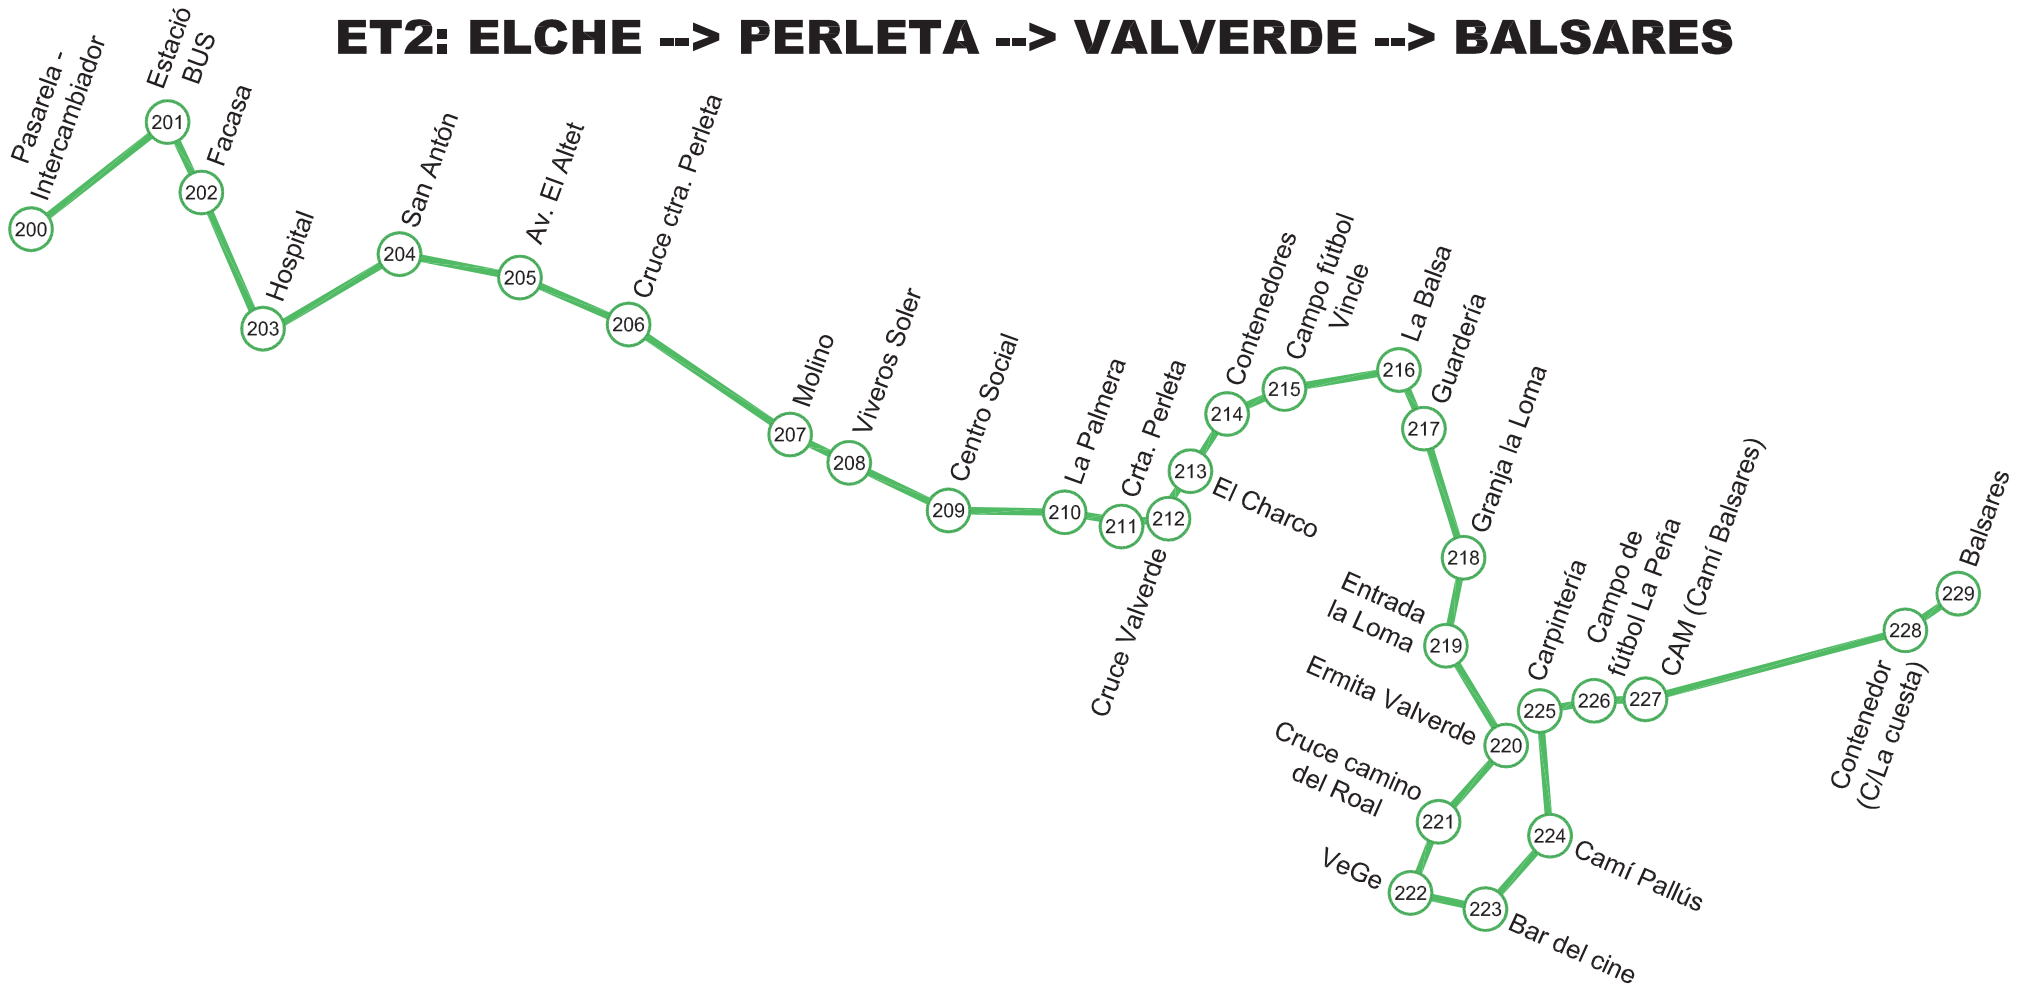 ET2: ELCHE --> PERLETA --> VALVERDE --> BALSARES
200
Pasarela -
Intercambiador
201
Estació
BUS
202
Facasa
203
Hospital
204
San Antón
205
Av. El Altet
206
Cruce ctra. Perleta
207
Molino
208
Viveros Soler
209
Centro Social
210
La Palmera
211
Crta. Perleta
212
Cruce Valverde
213
El Charco
214
Contenedores
215
Campo fútbol
Vincle
216
La Balsa
217
Guardería
218
Granja la Loma
219
Entrada
la Loma
220
Ermita Valverde
221
Cruce camino
del Roal
222
VeGe
223
Bar del cine
224
Camí Pallús
225
Carpintería
226
Campo de
fútbol La Peña
227
CAM (Camí Balsares)
228
Contenedor
(C/La cuesta)
229
Balsares